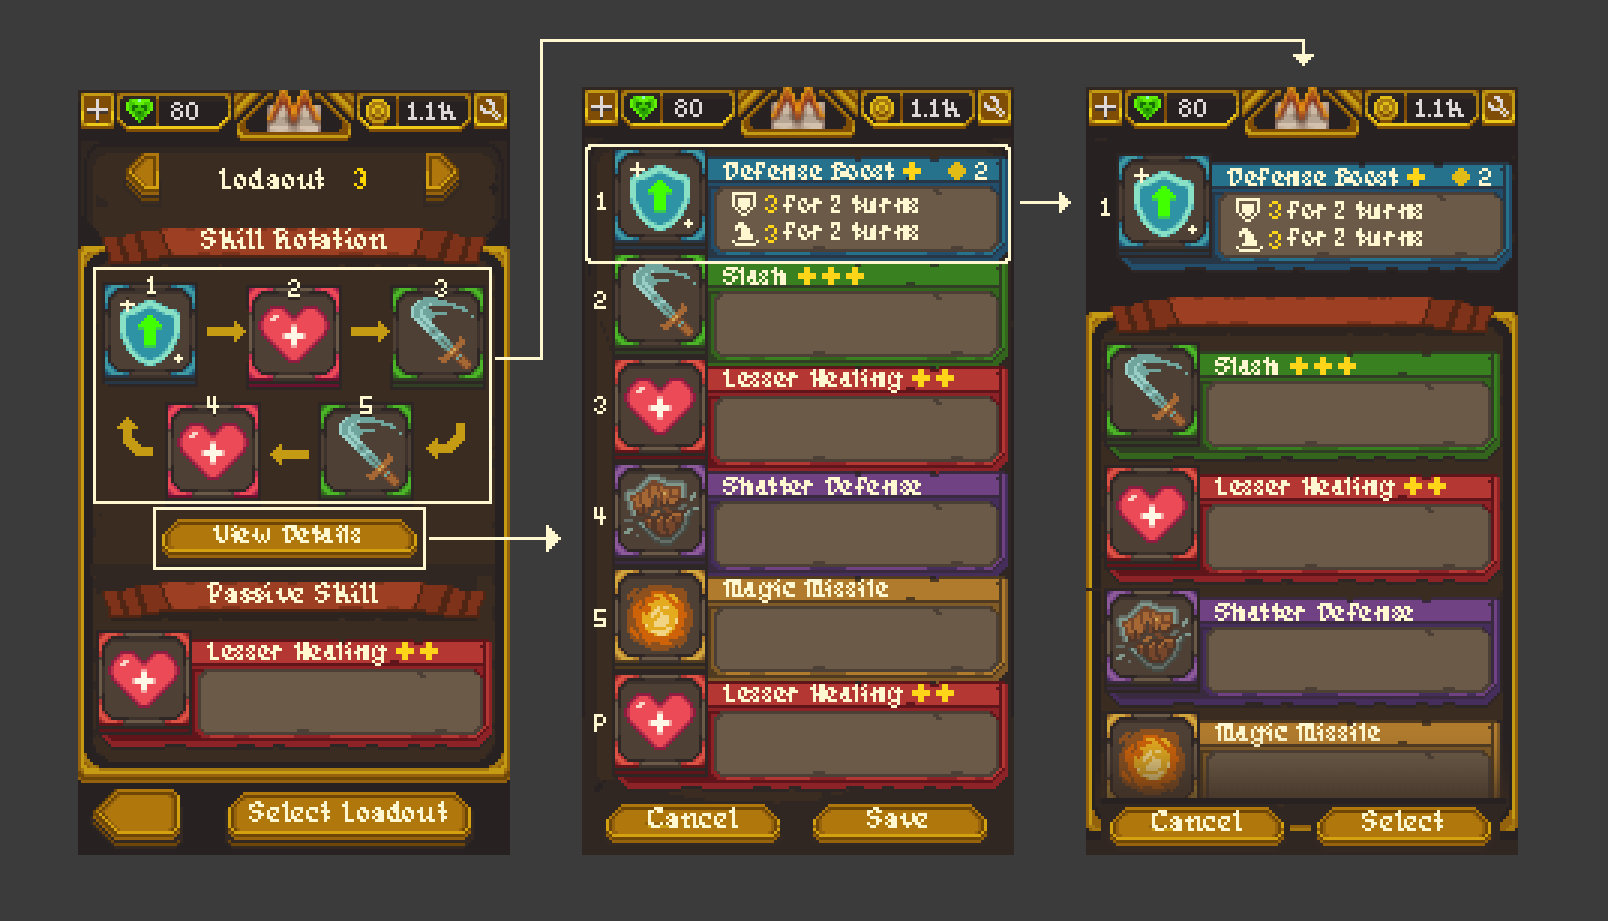 80 1.1k
Lodaout 3
Skill Rotation
1 2 3
4 5
View Details
Passive Skill
Lesser Healing ++
Select Loadout
80 1.1k
1 Defense Boost + 2
3 for 2 turns
3 for 2 turns
2 Slash +++
3 Lesser Healing ++
4 Shatter Defense
5 Magic Missile
P Lesser Healing ++
Cancel Save
80 1.1k
1 Defense Boost + 2
3 for 2 turns
3 for 2 turns
Slash +++
Lesser Healing ++
Shatter Defense
Magic Missile
Cancel Select